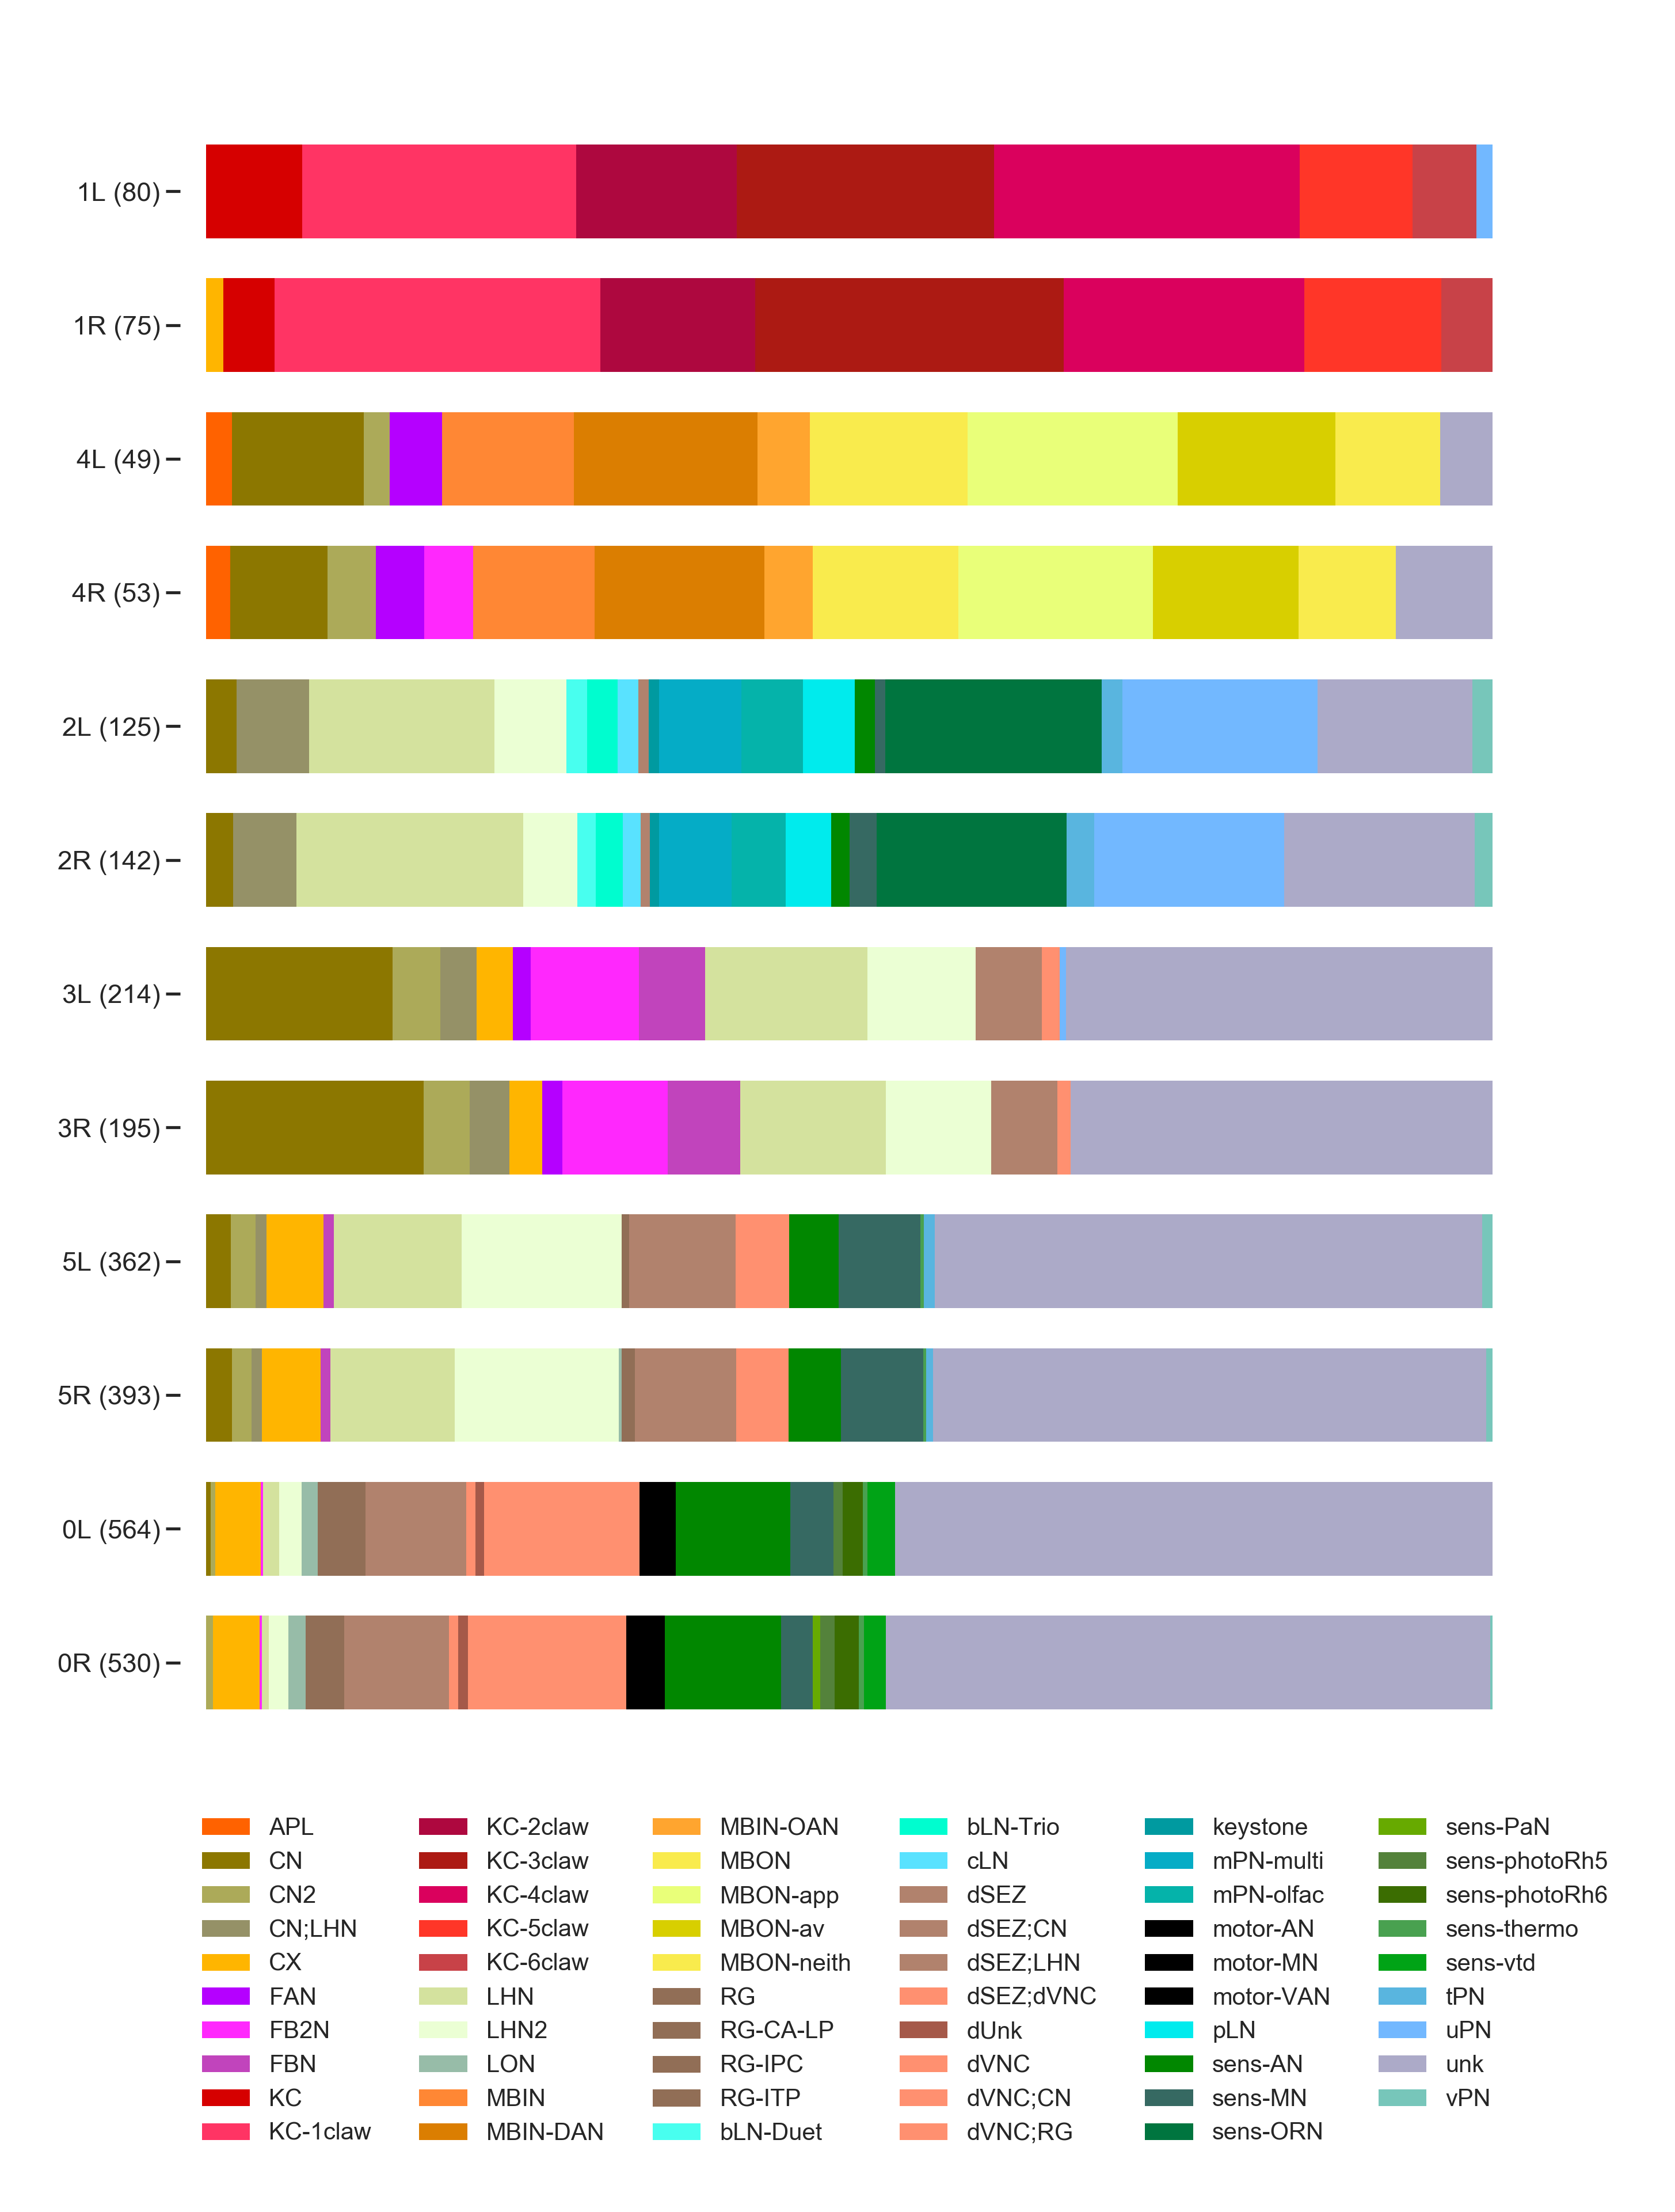 1L (80)
1R (75)
4L (49)
4R (53)
2L (125)
2R (142)
3L (214)
3R (195)
5L (362)
5R (393)
0L (564)
0R (530)
APL
CN
CN2
CN;LHN
CX
FAN
FB2N
FBN
KC
KC-1claw
KC-2claw
KC-3claw
KC-4claw
KC-5claw
KC-6claw
LHN
LHN2
LON
MBIN
MBIN-DAN
MBIN-OAN
MBON
MBON-app
MBON-av
MBON-neith
RG
RG-CA-LP
RG-IPC
RG-ITP
bLN-Duet
bLN-Trio
cLN
dSEZ
dSEZ;CN
dSEZ;LHN
dSEZ;dVNC
dUnk
dVNC
dVNC;CN
dVNC;RG
keystone
mPN-multi
mPN-olfac
motor-AN
motor-MN
motor-VAN
pLN
sens-AN
sens-MN
sens-ORN
sens-PaN
sens-photoRh5
sens-photoRh6
sens-thermo
sens-vtd
tPN
uPN
unk
vPN